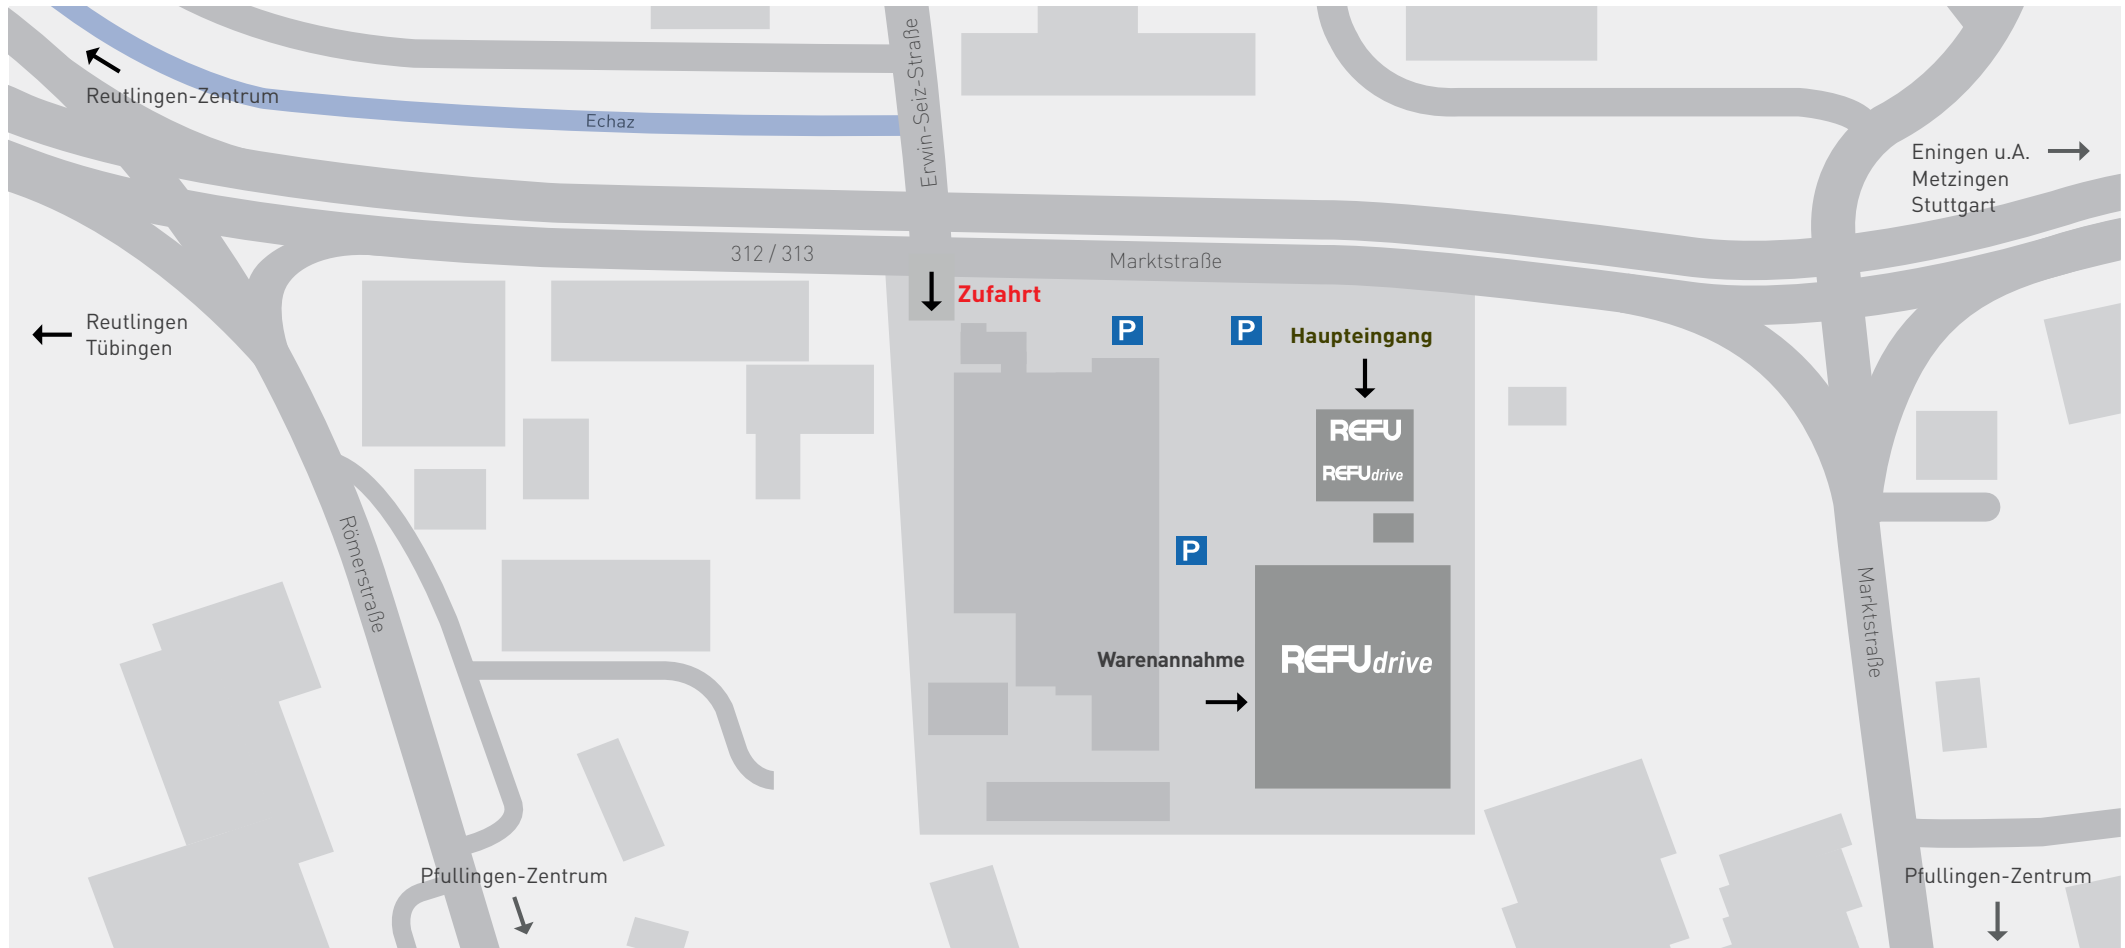 Erwin-Seiz-Straße
Reutlingen-Zentrum
Echaz
Eningen u.A.
Metzingen
Stuttgart
312 / 313
Marktstraße
Zufahrt
Reutlingen
Tübingen
P
P
Haupteingang
REFU
REFUdrive
Römerstraße
P
Marktstraße
Warenannahme
REFUdrive
Pfullingen-Zentrum
Pfullingen-Zentrum